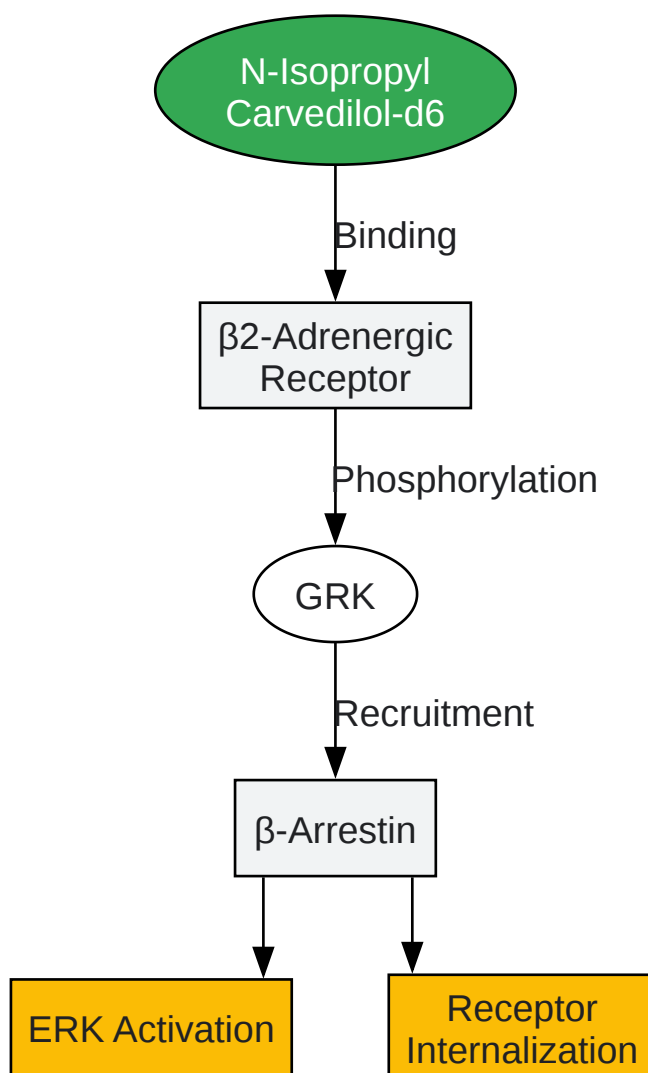 N-Isopropyl
Carvedilol-d6
Binding
β2-Adrenergic
Receptor
Phosphorylation
GRK
Recruitment
β-Arrestin
ERK Activation
Receptor
Internalization